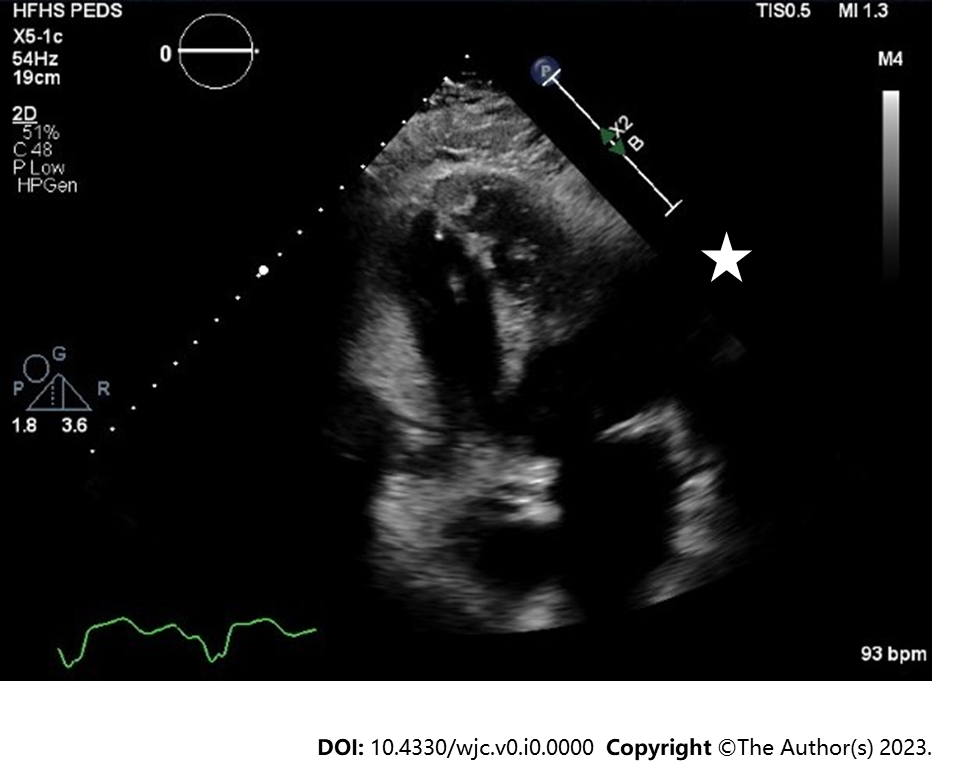 HFHS PEDS
TIS0.5 MI 1.3
X5-1c
54Hz
19cm
M4
2D
51%
C 48
P Low
HPGen
0
P
X2
B
G
P R
1.8 3.6
93 bpm
DOI: 10.4330/wjc.v0.i0.0000 Copyright ©The Author(s) 2023.